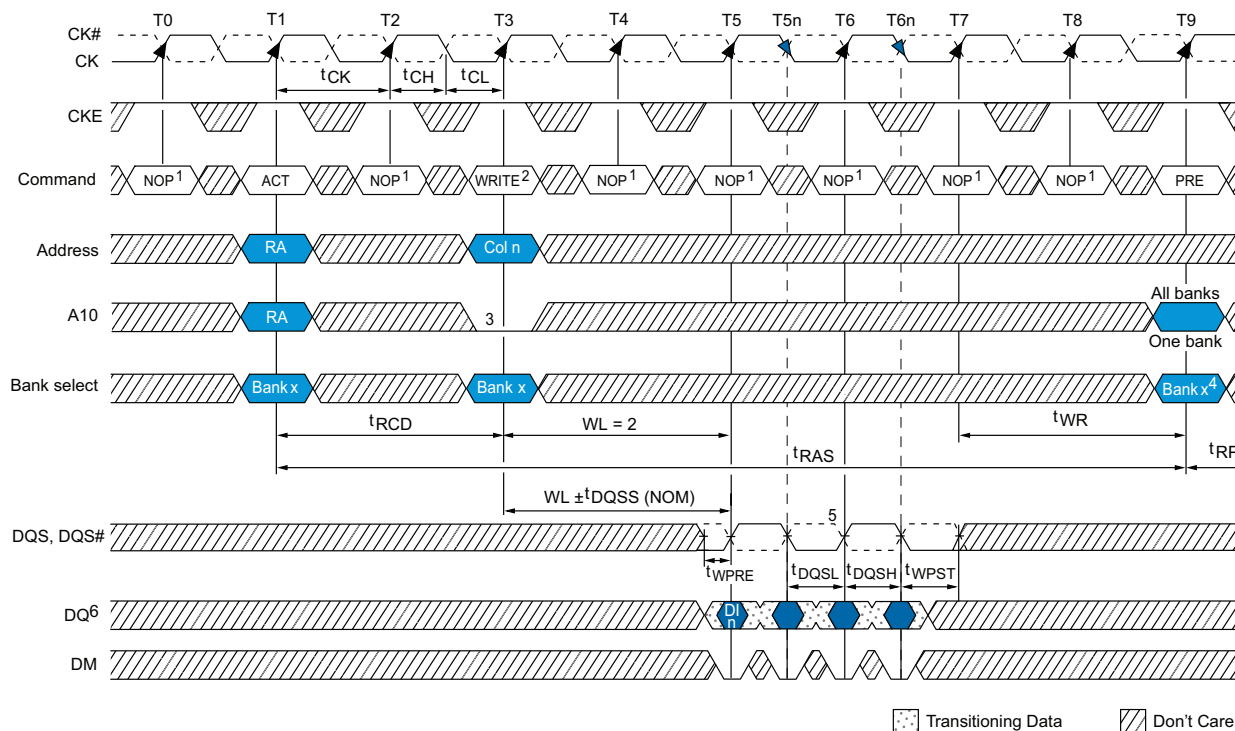 T0 T1 T2 T3 T4 T5 T5n T6 T6n T7 T8 T9
CK#
CK
tCK tCH tCL
CKE
Command NOP1 ACT NOP1 WRITE2 NOP1 NOP1 NOP1 NOP1 NOP1 PRE
Address RA Col n
All banks
A10 RA 3
One bank
Bank select Bank x Bank x Bank x4
tRCD WL = 2 tWR
tRAS tRP
WL ±tDQSS (NOM)
5
DQS, DQS#
tWPRE tDQSL tDQSH tWPST
DQ6 DI
n
DM
Transitioning Data Don't Care